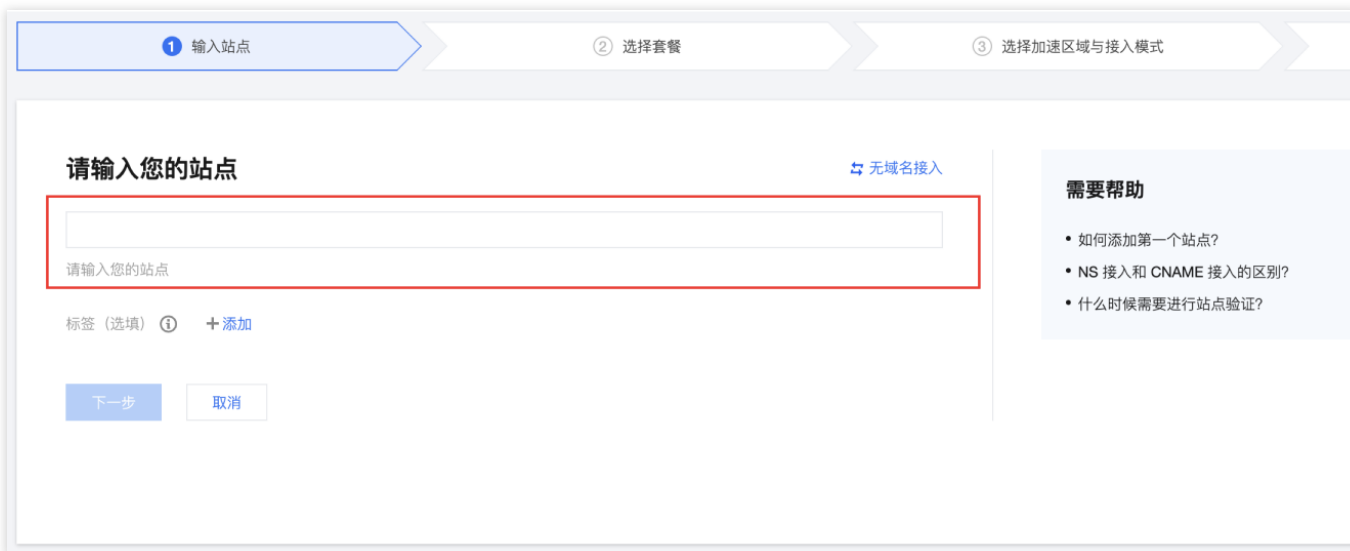 1 输入站点
2 选择套餐
3 选择加速区域与接入模式
请输入您的站点
无域名接入
请输入您的站点
标签（选填） 添加
下一步 取消
需要帮助
• 如何添加第一个站点?
• NS 接入和 CNAME 接入的区别?
• 什么时候需要进行站点验证?